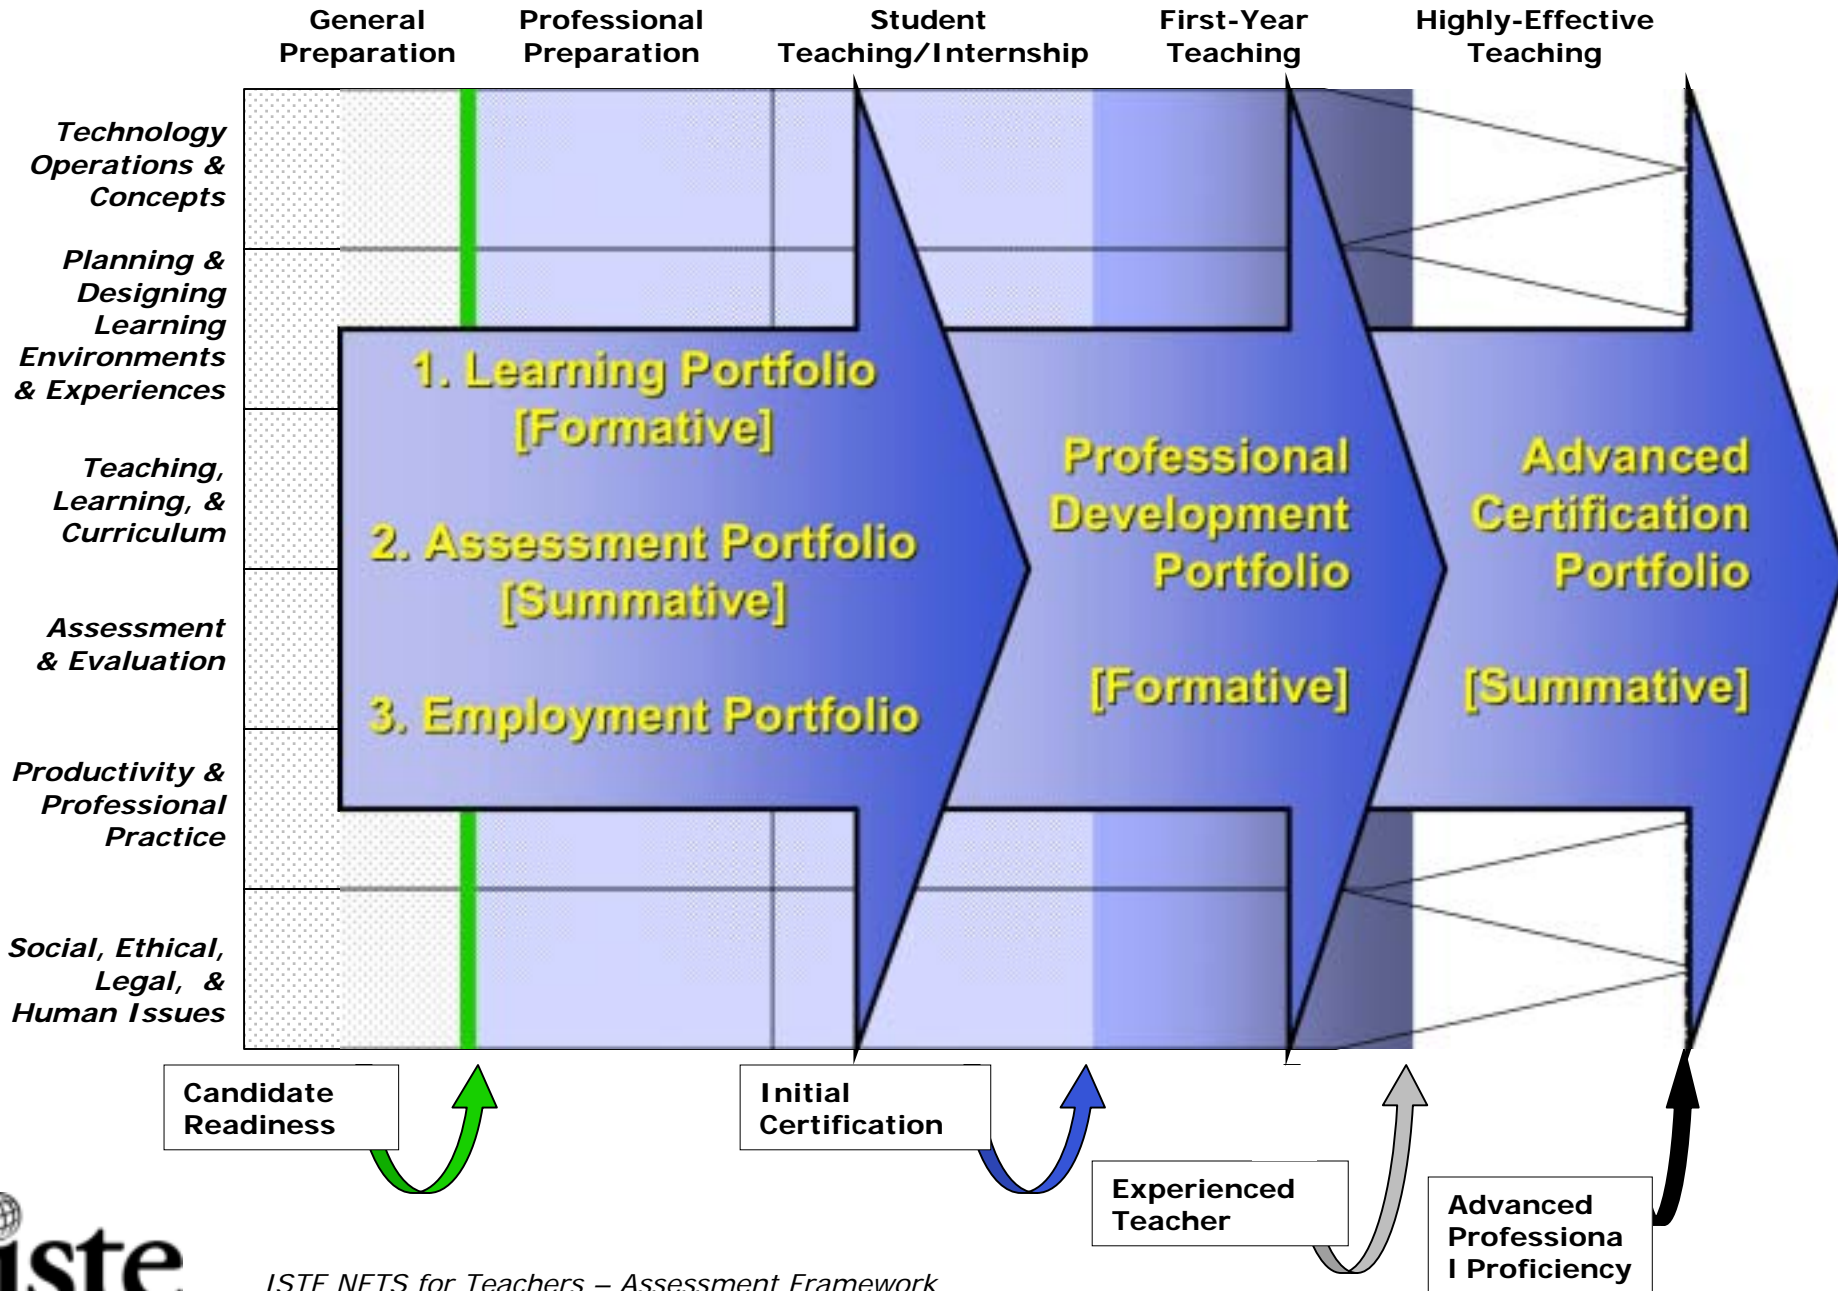 General
Preparation
Professional
Preparation
Student
Teaching/Internship
First-Year
Teaching
Highly-Effective
Teaching
Technology
Operations &
Concepts
Planning &
Designing
Learning
Environments
& Experiences
Teaching,
Learning, &
Curriculum
Assessment
& Evaluation
Productivity &
Professional
Practice
Social, Ethical,
Legal, &
Human Issues
1. Learning Portfolio
[Formative]
2. Assessment Portfolio
[Summative]
3. Employment Portfolio
Professional
Development
Portfolio
[Formative]
Advanced
Certification
Portfolio
[Summative]
Candidate
Readiness
Initial
Certification
Experienced
Teacher
Advanced
Professiona
l Proficiency
iste
ISTE NETS for Teachers – Assessment Framework